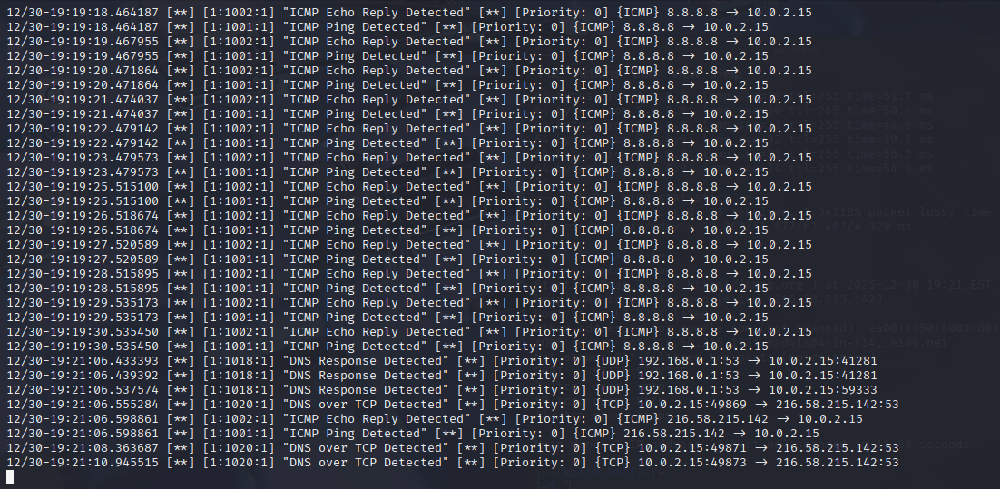 12/30-19:19:18.464187 [**] [1:1002:1] "ICMP Echo Reply Detected" [**] [Priority: 0] {ICMP} 8.8.8.8 → 10.0.2.15
12/30-19:19:18.464187 [**] [1:1001:1] "ICMP Ping Detected" [**] [Priority: 0] {ICMP} 8.8.8.8 → 10.0.2.15
12/30-19:19:19.467955 [**] [1:1002:1] "ICMP Echo Reply Detected" [**] [Priority: 0] {ICMP} 8.8.8.8 → 10.0.2.15
12/30-19:19:19.467955 [**] [1:1001:1] "ICMP Ping Detected" [**] [Priority: 0] {ICMP} 8.8.8.8 → 10.0.2.15
12/30-19:19:20.471864 [**] [1:1002:1] "ICMP Echo Reply Detected" [**] [Priority: 0] {ICMP} 8.8.8.8 → 10.0.2.15
12/30-19:19:20.471864 [**] [1:1001:1] "ICMP Ping Detected" [**] [Priority: 0] {ICMP} 8.8.8.8 → 10.0.2.15
12/30-19:19:21.474037 [**] [1:1002:1] "ICMP Echo Reply Detected" [**] [Priority: 0] {ICMP} 8.8.8.8 → 10.0.2.15
12/30-19:19:21.474037 [**] [1:1001:1] "ICMP Ping Detected" [**] [Priority: 0] {ICMP} 8.8.8.8 → 10.0.2.15
12/30-19:19:22.479142 [**] [1:1002:1] "ICMP Echo Reply Detected" [**] [Priority: 0] {ICMP} 8.8.8.8 → 10.0.2.15
12/30-19:19:22.479142 [**] [1:1001:1] "ICMP Ping Detected" [**] [Priority: 0] {ICMP} 8.8.8.8 → 10.0.2.15
12/30-19:19:23.479573 [**] [1:1002:1] "ICMP Echo Reply Detected" [**] [Priority: 0] {ICMP} 8.8.8.8 → 10.0.2.15
12/30-19:19:23.479573 [**] [1:1001:1] "ICMP Ping Detected" [**] [Priority: 0] {ICMP} 8.8.8.8 → 10.0.2.15
12/30-19:19:25.515100 [**] [1:1002:1] "ICMP Echo Reply Detected" [**] [Priority: 0] {ICMP} 8.8.8.8 → 10.0.2.15
12/30-19:19:25.515100 [**] [1:1001:1] "ICMP Ping Detected" [**] [Priority: 0] {ICMP} 8.8.8.8 → 10.0.2.15
12/30-19:19:26.518674 [**] [1:1002:1] "ICMP Echo Reply Detected" [**] [Priority: 0] {ICMP} 8.8.8.8 → 10.0.2.15
12/30-19:19:26.518674 [**] [1:1001:1] "ICMP Ping Detected" [**] [Priority: 0] {ICMP} 8.8.8.8 → 10.0.2.15
12/30-19:19:27.520589 [**] [1:1002:1] "ICMP Echo Reply Detected" [**] [Priority: 0] {ICMP} 8.8.8.8 → 10.0.2.15
12/30-19:19:27.520589 [**] [1:1001:1] "ICMP Ping Detected" [**] [Priority: 0] {ICMP} 8.8.8.8 → 10.0.2.15
12/30-19:19:28.515895 [**] [1:1002:1] "ICMP Echo Reply Detected" [**] [Priority: 0] {ICMP} 8.8.8.8 → 10.0.2.15
12/30-19:19:28.515895 [**] [1:1001:1] "ICMP Ping Detected" [**] [Priority: 0] {ICMP} 8.8.8.8 → 10.0.2.15
12/30-19:19:29.535173 [**] [1:1002:1] "ICMP Echo Reply Detected" [**] [Priority: 0] {ICMP} 8.8.8.8 → 10.0.2.15
12/30-19:19:29.535173 [**] [1:1001:1] "ICMP Ping Detected" [**] [Priority: 0] {ICMP} 8.8.8.8 → 10.0.2.15
12/30-19:19:30.535450 [**] [1:1002:1] "ICMP Echo Reply Detected" [**] [Priority: 0] {ICMP} 8.8.8.8 → 10.0.2.15
12/30-19:19:30.535450 [**] [1:1001:1] "ICMP Ping Detected" [**] [Priority: 0] {ICMP} 8.8.8.8 → 10.0.2.15
12/30-19:21:06.433393 [**] [1:1018:1] "DNS Response Detected" [**] [Priority: 0] {UDP} 192.168.0.1:53 → 10.0.2.15:41281
12/30-19:21:06.439392 [**] [1:1018:1] "DNS Response Detected" [**] [Priority: 0] {UDP} 192.168.0.1:53 → 10.0.2.15:41281
12/30-19:21:06.537574 [**] [1:1018:1] "DNS Response Detected" [**] [Priority: 0] {UDP} 192.168.0.1:53 → 10.0.2.15:59333
12/30-19:21:06.555284 [**] [1:1020:1] "DNS over TCP Detected" [**] [Priority: 0] {TCP} 10.0.2.15:49869 → 216.58.215.142:53
12/30-19:21:06.598861 [**] [1:1002:1] "ICMP Echo Reply Detected" [**] [Priority: 0] {ICMP} 216.58.215.142 → 10.0.2.15
12/30-19:21:06.598861 [**] [1:1001:1] "ICMP Ping Detected" [**] [Priority: 0] {ICMP} 216.58.215.142 → 10.0.2.15
12/30-19:21:08.363687 [**] [1:1020:1] "DNS over TCP Detected" [**] [Priority: 0] {TCP} 10.0.2.15:49871 → 216.58.215.142:53
12/30-19:21:10.945515 [**] [1:1020:1] "DNS over TCP Detected" [**] [Priority: 0] {TCP} 10.0.2.15:49873 → 216.58.215.142:53